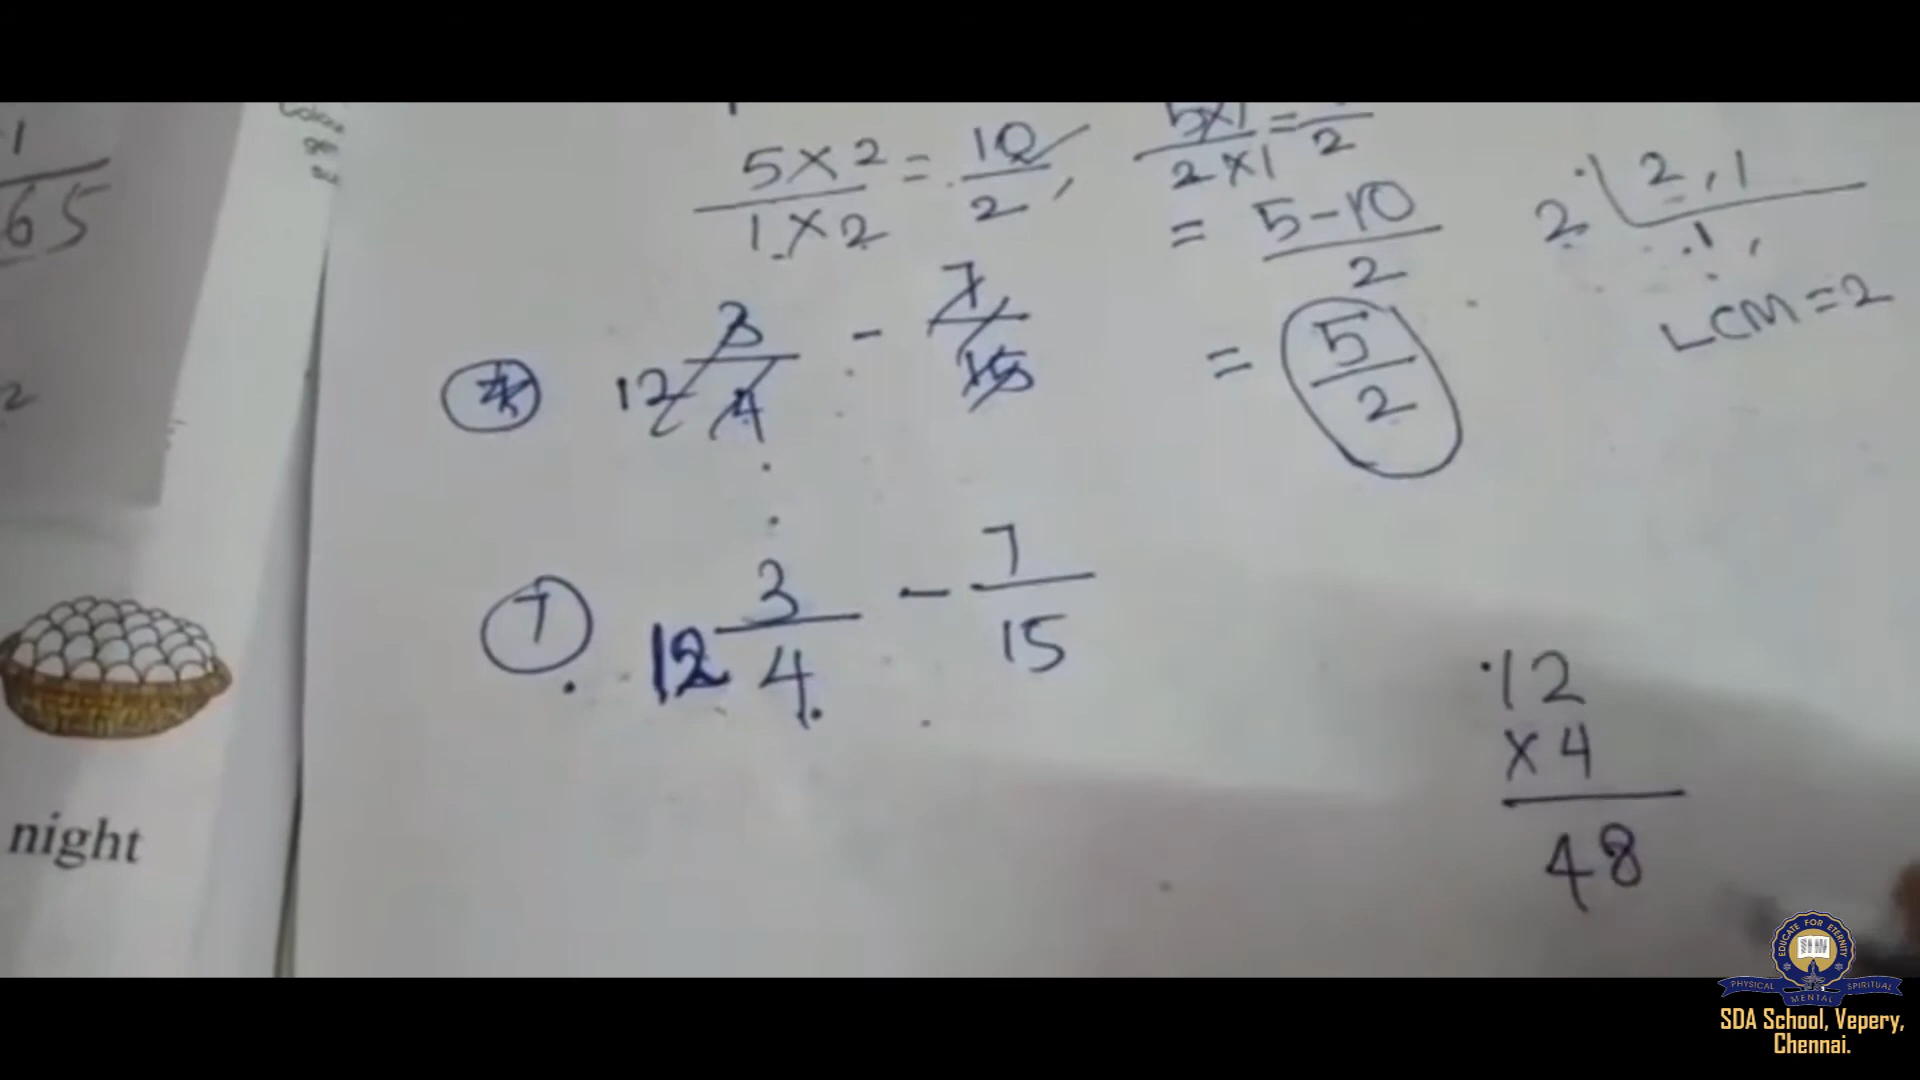 1/65
2
5×2/1×2 = 10/2,
5×1/2×1 = /2
= 5-10/2
= 5/2
2 | 2, 1
1,
LCM = 2
12 3/4 - 7/15
(7) 12 3/4 - 7/15
12
×4
48
night
EDUCATE FOR ETERNITY
PHYSICAL MENTAL SPIRITUAL
SDA School, Vepery,
Chennai.